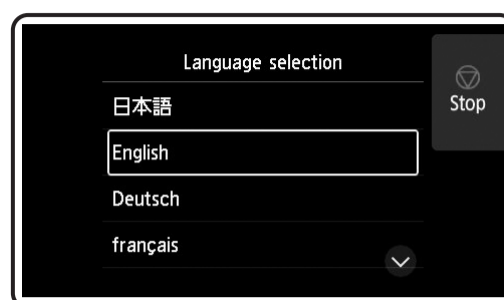 Language selection
Stop
日本語
English
Deutsch
français